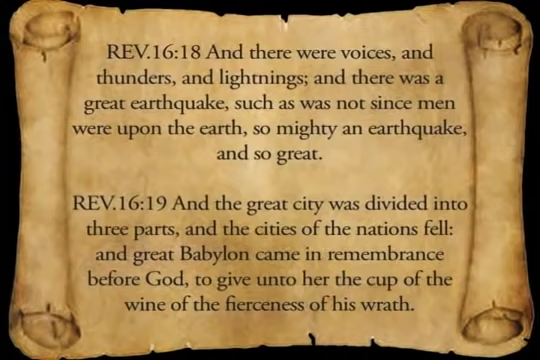 REV.16:18 And there were voices, and
thunders, and lightnings; and there was a
great earthquake, such as was not since men
were upon the earth, so mighty an earthquake,
and so great.
REV.16:19 And the great city was divided into
three parts, and the cities of the nations fell:
and great Babylon came in remembrance
before God, to give unto her the cup of the
wine of the fierceness of his wrath.